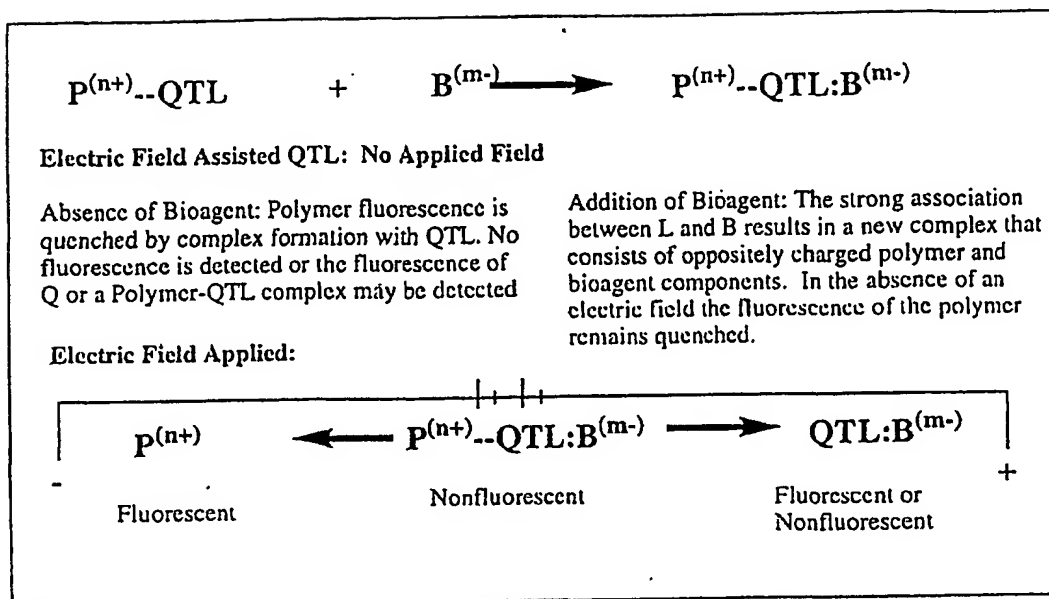 P(n+)--QTL + B(m-) P(n+)--QTL:B(m-)
Electric Field Assisted QTL: No Applied Field
Absence of Bioagent: Polymer fluorescence is
quenched by complex formation with QTL. No
fluorescence is detected or the fluorescence of
Q or a Polymer-QTL complex may be detected
Addition of Bioagent: The strong association
between L and B results in a new complex that
consists of oppositely charged polymer and
bioagent components. In the absence of an
electric field the fluorescence of the polymer
remains quenched.
Electric Field Applied:
P(n+) P(n+)--QTL:B(m-) QTL:B(m-)
- +
Fluorescent Nonfluorescent Fluorescent or
Nonfluorescent